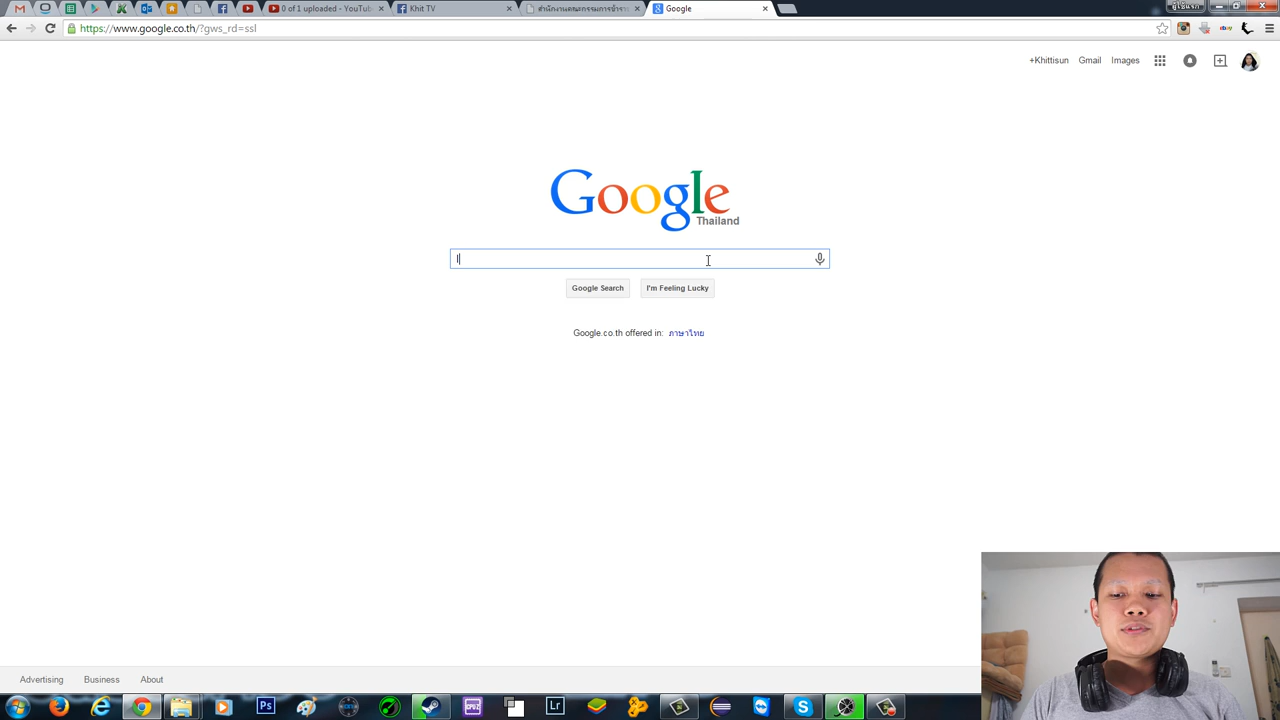 0 of 1 uploaded - YouTub
Khit TV
สำนักงานคณะกรรมการข้าราช
Google
https://www.google.co.th/?gws_rd=ssl
+Khittisun Gmail Images
Google
Thailand
I
Google Search I'm Feeling Lucky
Google.co.th offered in: ภาษาไทย
Advertising Business About
Ps
Lr